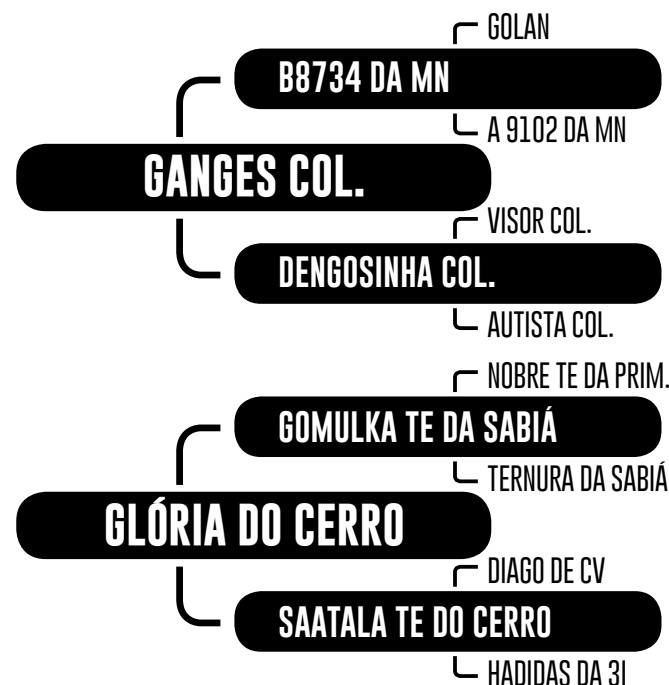 GOLAN
B8734 DA MN
A 9102 DA MN
GANGES COL.
VISOR COL.
DENGOSINHA COL.
AUTISTA COL.
NOBRE TE DA PRIM.
GOMULKA TE DA SABIÁ
TERNURA DA SABIÁ
GLÓRIA DO CERRO
DIAGO DE CV
SAATALA TE DO CERRO
HADIDAS DA 3I